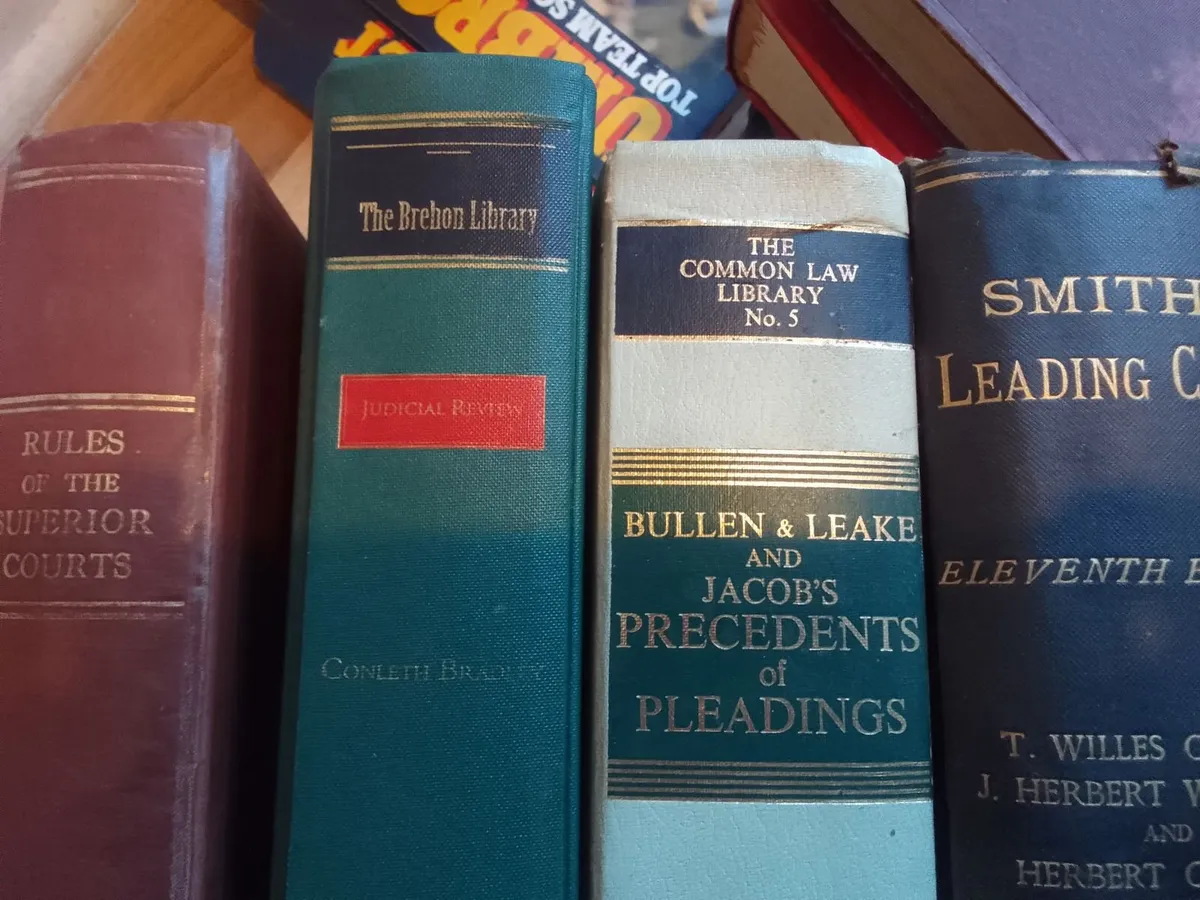 TOP TEAM
RULES
OF THE
SUPERIOR
COURTS
The Brehon Library
JUDICIAL REVIEW
CONLETH BRADLEY
THE
COMMON LAW
LIBRARY
No. 5
BULLEN & LEAKE
AND
JACOB'S
PRECEDENTS
of
PLEADINGS
SMITH
LEADING C
ELEVENTH E
T. WILLES C
J. HERBERT W
AND
HERBERT C